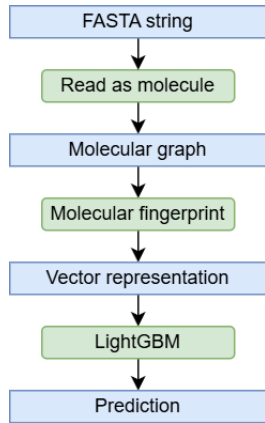 FASTA string
Read as molecule
Molecular graph
Molecular fingerprint
Vector representation
LightGBM
Prediction